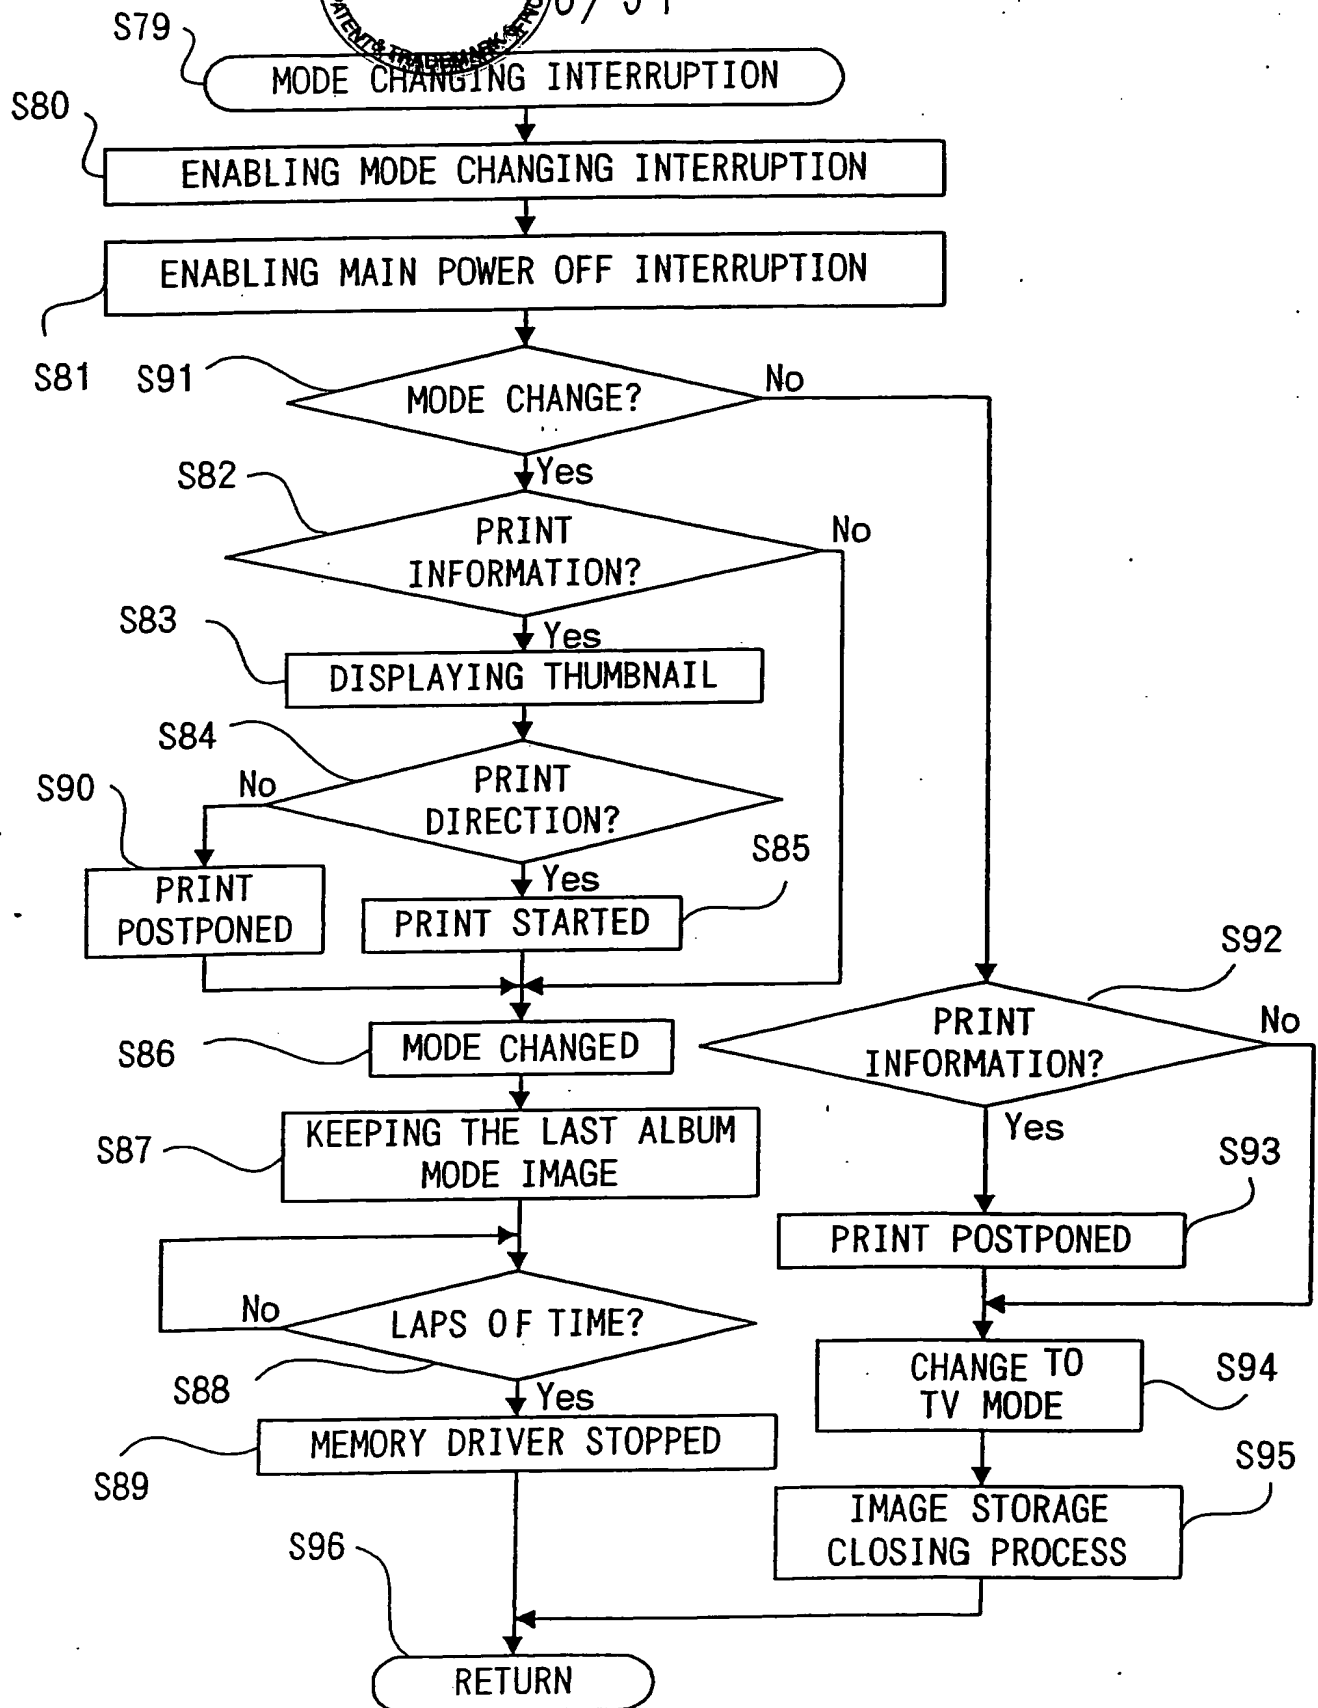 PATENT & TRADEMARK
S79
MODE CHANGING INTERRUPTION
S80
ENABLING MODE CHANGING INTERRUPTION
ENABLING MAIN POWER OFF INTERRUPTION
S81
S91
MODE CHANGE?
No
Yes
S82
PRINT
INFORMATION?
No
Yes
S83
DISPLAYING THUMBNAIL
S84
PRINT
DIRECTION?
No
S90
PRINT
POSTPONED
Yes
S85
PRINT STARTED
S92
PRINT
INFORMATION?
No
Yes
S86
MODE CHANGED
S87
KEEPING THE LAST ALBUM
MODE IMAGE
S93
PRINT POSTPONED
No
LAPS OF TIME?
S88
Yes
CHANGE TO
TV MODE
S94
MEMORY DRIVER STOPPED
S89
S95
IMAGE STORAGE
CLOSING PROCESS
S96
RETURN